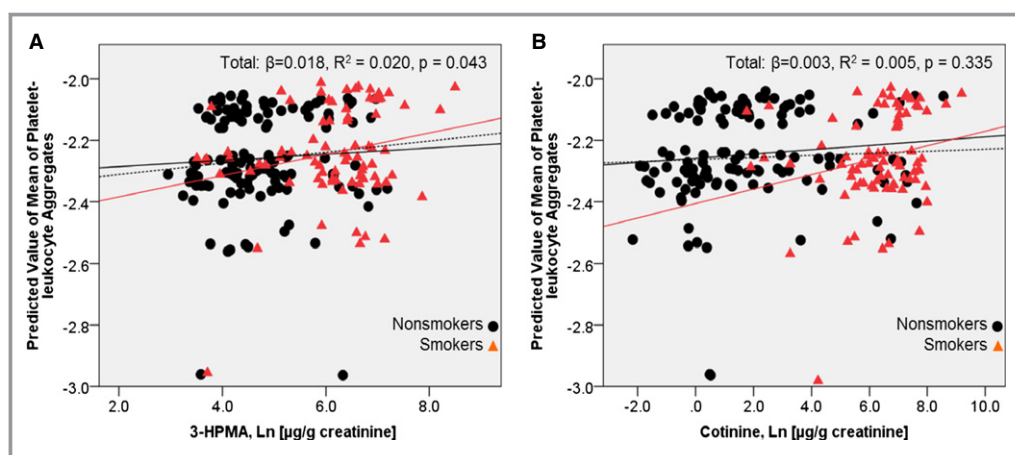 A
Total: β=0.018, R² = 0.020, p = 0.043
Predicted Value of Mean of Platelet-
leukocyte Aggregates
-2.0
-2.2
-2.4
-2.6
-2.8
-3.0
Nonsmokers
Smokers
2.0 4.0 6.0 8.0
3-HPMA, Ln [µg/g creatinine]
B
Total: β=0.003, R² = 0.005, p = 0.335
Predicted Value of Mean of Platelet-
leukocyte Aggregates
-2.0
-2.2
-2.4
-2.6
-2.8
-3.0
Nonsmokers
Smokers
-2.0 .0 2.0 4.0 6.0 8.0 10.0
Cotinine, Ln [µg/g creatinine]